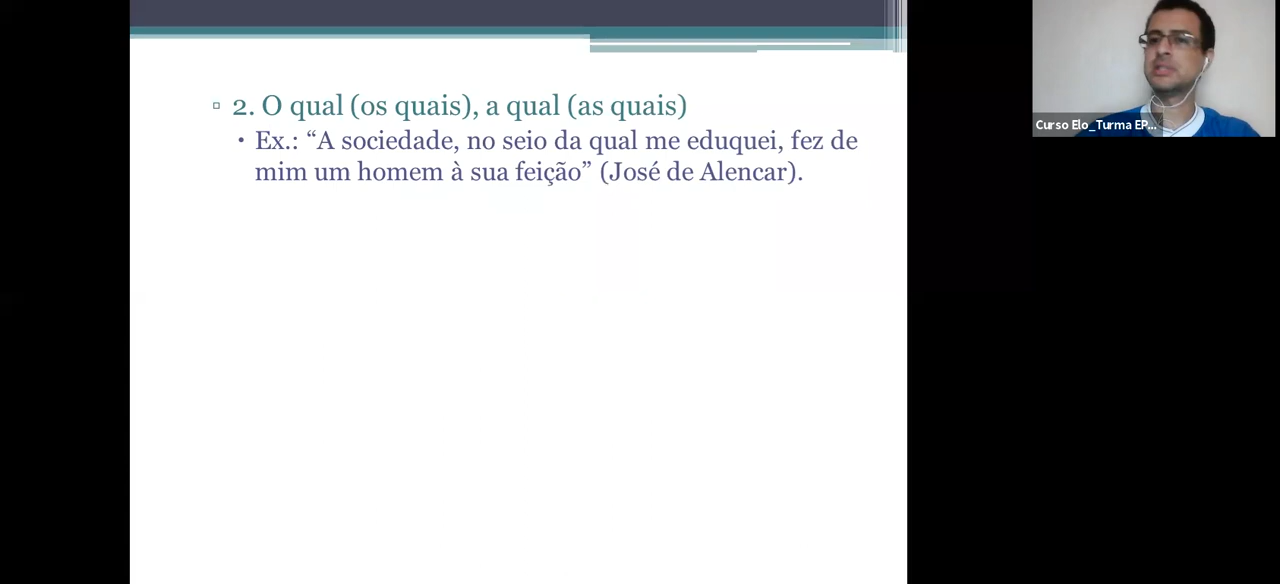 2. O qual (os quais), a qual (as quais)
Ex.: “A sociedade, no seio da qual me eduquei, fez de
mim um homem à sua feição” (José de Alencar).
Curso Elo_Turma EP...